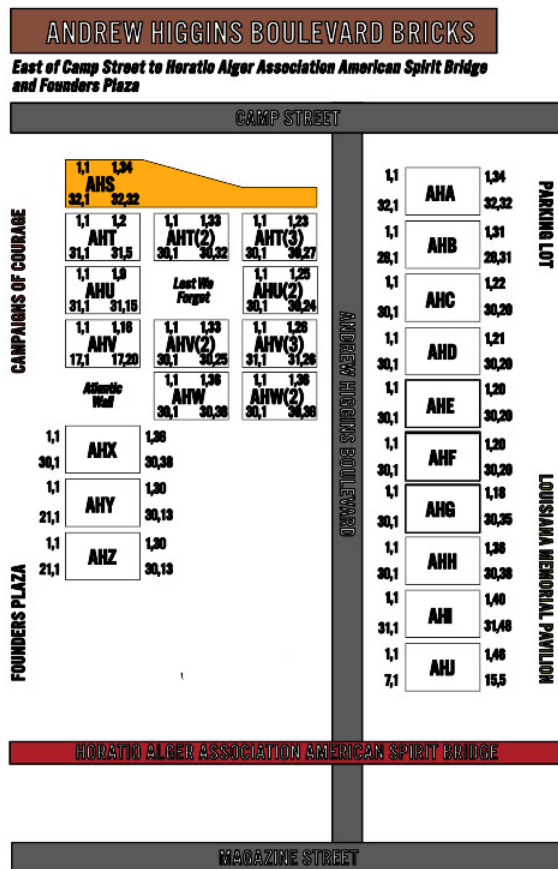 ANDREW HIGGINS BOULEVARD BRICKS
East of Camp Street to Horatio Alger Association American Spirit Bridge
and Founders Plaza
CAMP STREET
1,1 1,34
AHS
32,1 32,32
1,1 1,2
AHT
31,1 31,5
1,1 1,33
AHT(2)
30,1 30,32
1,1 1,23
AHT(3)
30,1 30,27
1,1 1,9
AHU
31,1 31,15
Lest We
Forget
1,1 1,25
AHU(2)
30,1 30,24
1,1 1,16
AHV
17,1 17,20
1,1 1,33
AHV(2)
30,1 30,25
1,1 1,26
AHV(3)
31,1 31,26
Atlantic
Wall
1,1 1,36
AHW
30,1 30,38
1,1 1,36
AHW(2)
30,1 30,38
1,1 1,36
AHX
30,1 30,38
1,1 1,30
AHY
21,1 30,13
1,1 1,30
AHZ
21,1 30,13
CAMPAIGNS OF COURAGE
FOUNDERS PLAZA
ANDREW HIGGINS BOULEVARD
1,1 1,34
AHA
32,1 32,32
1,1 1,31
AHB
28,1 28,31
1,1 1,22
AHC
30,1 30,20
1,1 1,21
AHD
30,1 30,20
1,1 1,20
AHE
30,1 30,20
1,1 1,20
AHF
30,1 30,20
1,1 1,18
AHG
30,1 30,35
1,1 1,36
AHH
30,1 30,38
1,1 1,40
AHI
31,1 31,48
1,1 1,46
AHJ
7,1 15,5
PARKING LOT
LOUISIANA MEMORIAL PAVILION
HORATIO ALGER ASSOCIATION AMERICAN SPIRIT BRIDGE
MAGAZINE STREET